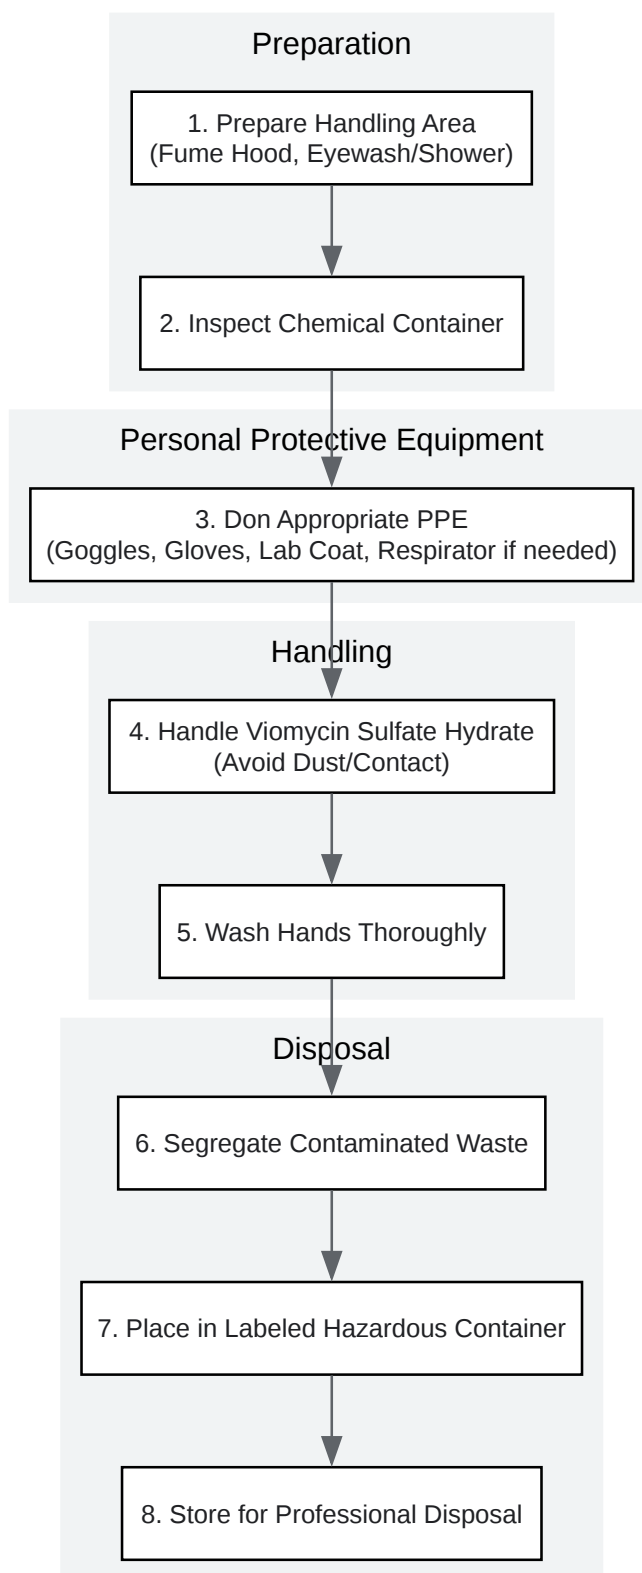 Preparation
1. Prepare Handling Area
(Fume Hood, Eyewash/Shower)
2. Inspect Chemical Container
Personal Protective Equipment
3. Don Appropriate PPE
(Goggles, Gloves, Lab Coat, Respirator if needed)
Handling
4. Handle Viomycin Sulfate Hydrate
(Avoid Dust/Contact)
5. Wash Hands Thoroughly
Disposal
6. Segregate Contaminated Waste
7. Place in Labeled Hazardous Container
8. Store for Professional Disposal